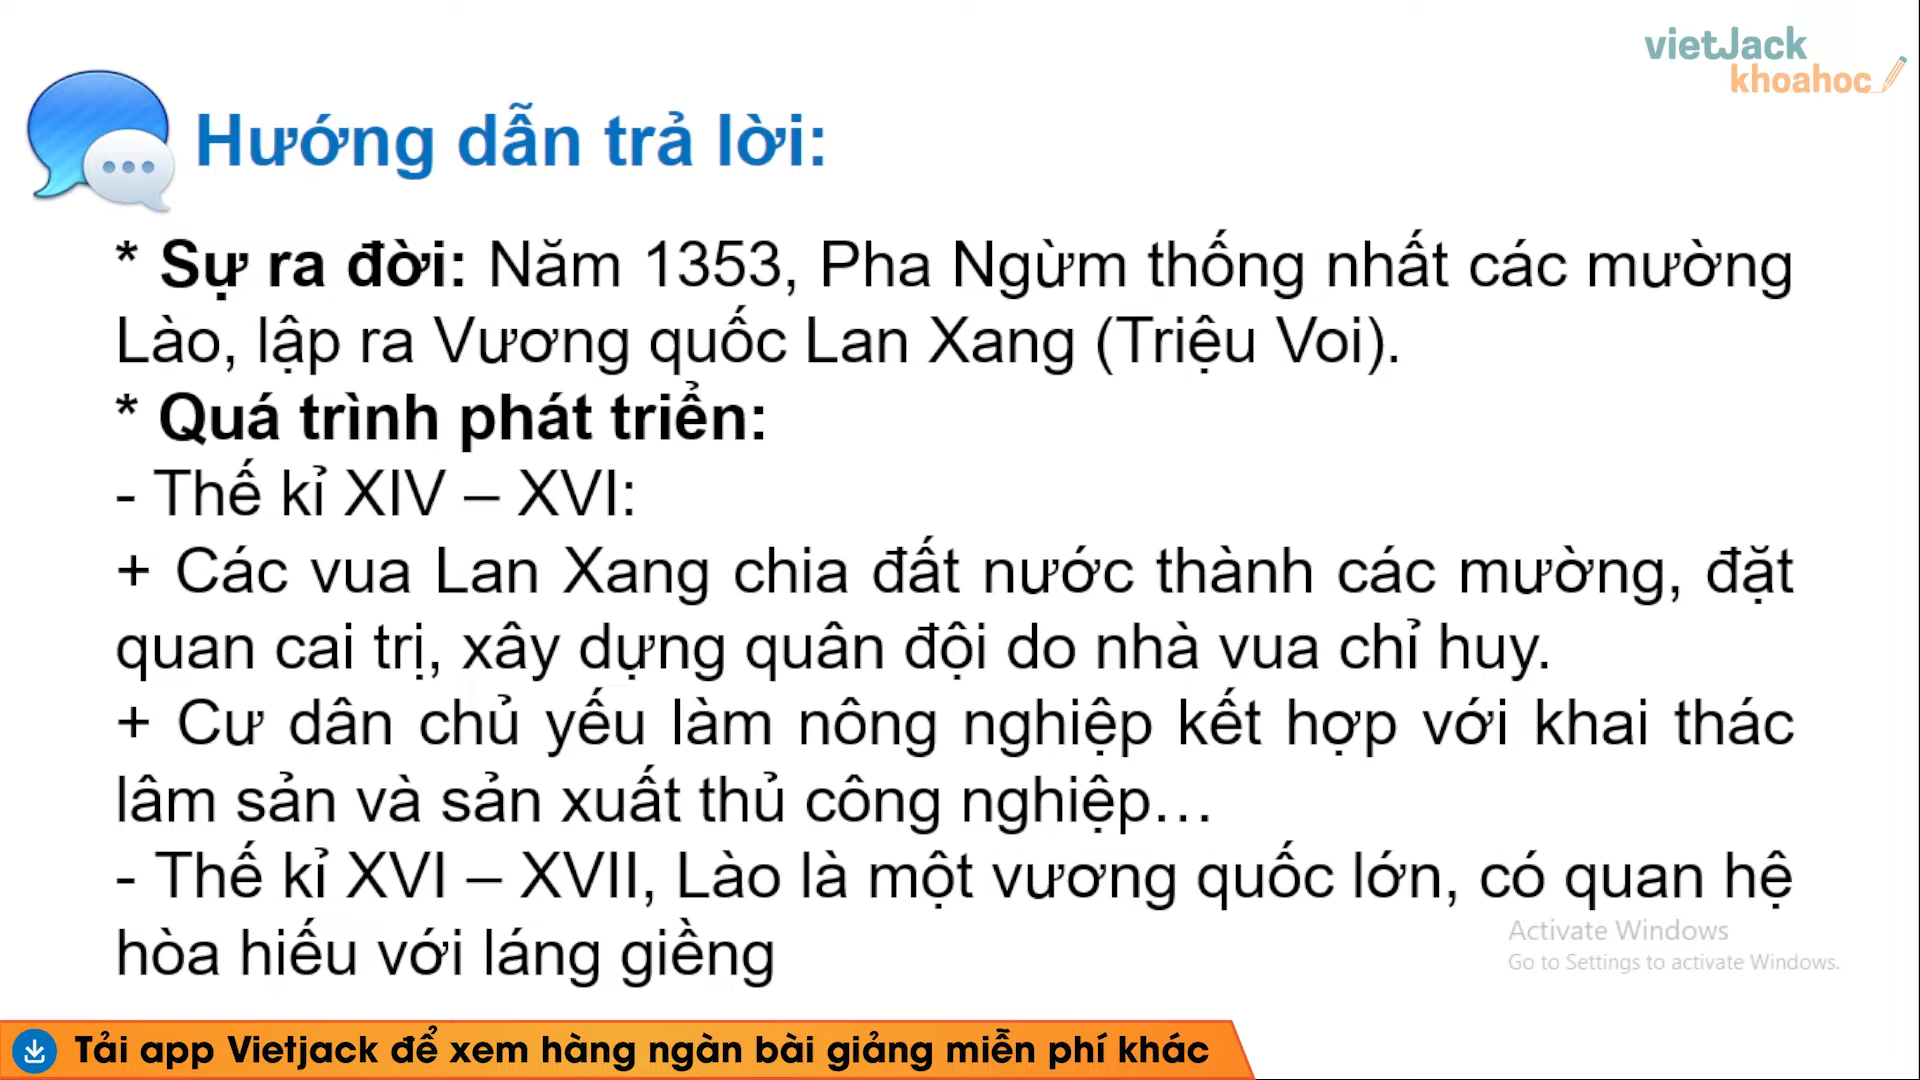 vietJack
khoahoc
Hướng dẫn trả lời:
* Sự ra đời: Năm 1353, Pha Ngừm thống nhất các mường
Lào, lập ra Vương quốc Lan Xang (Triệu Voi).
* Quá trình phát triển:
- Thế kỉ XIV – XVI:
+ Các vua Lan Xang chia đất nước thành các mường, đặt
quan cai trị, xây dựng quân đội do nhà vua chỉ huy.
+ Cư dân chủ yếu làm nông nghiệp kết hợp với khai thác
lâm sản và sản xuất thủ công nghiệp…
- Thế kỉ XVI – XVII, Lào là một vương quốc lớn, có quan hệ
hòa hiếu với láng giềng
Activate Windows
Go to Settings to activate Windows.
Tải app Vietjack để xem hàng ngàn bài giảng miễn phí khác